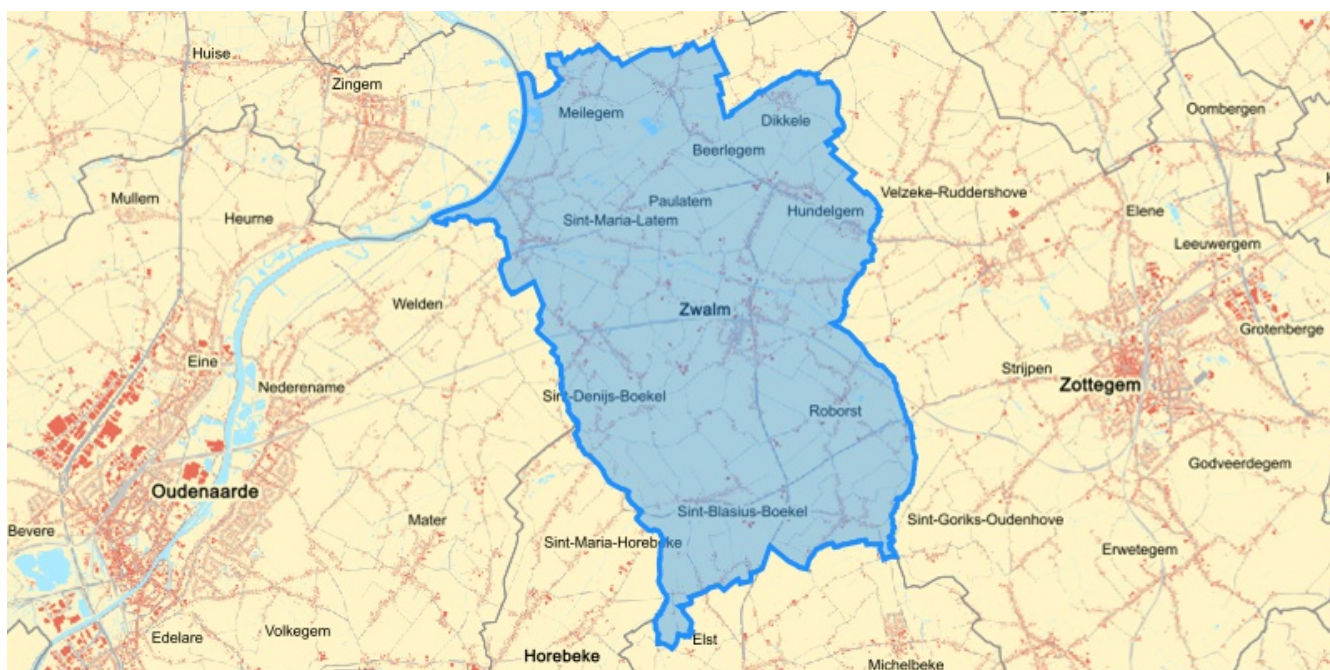 Huise
Zingem
Meilegem
Dikkele
Oombergen
Beerlegem
Mullem
Heurne
Paulatem
Velzeke-Ruddershove
Sint-Maria-Latem
Hundelgem
Elene
Leeuwergem
Welden
Zwalm
Grotenberge
Eine
Nederename
Strijpen
Zottegem
Sint-Denijs-Boekel
Roborst
Godveerdegem
Oudenaarde
Bevere
Mater
Sint-Blasius-Boekel
Sint-Goriks-Oudenhove
Sint-Maria-Horebeke
Erwetegem
Edelare
Volkegem
Elst
Horebeke
Michelbeke